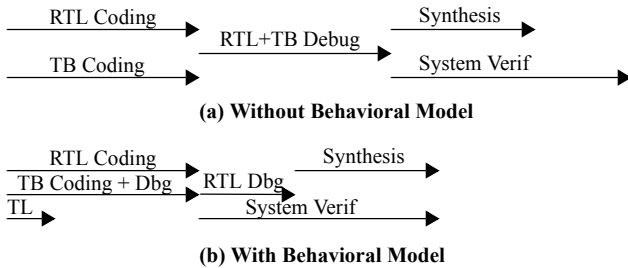 RTL Coding
Synthesis
RTL+TB Debug
TB Coding
System Verif
(a) Without Behavioral Model
RTL Coding
Synthesis
TB Coding + Dbg
RTL Dbg
TL
System Verif
(b) With Behavioral Model